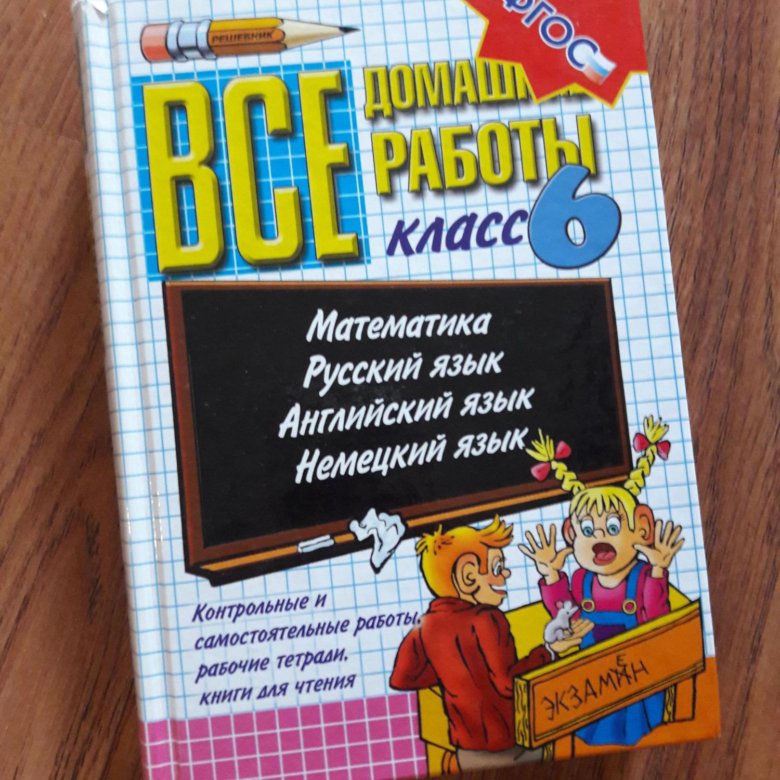 РЕШЕБНИК
ФГОС
ВСЕ
РАБОТЫ
класс 6
Математика
Русский язык
Английский язык
Немецкий язык
Контрольные и
самостоятельные работы,
рабочие тетради,
книги для чтения
ЭКЗАМЕН